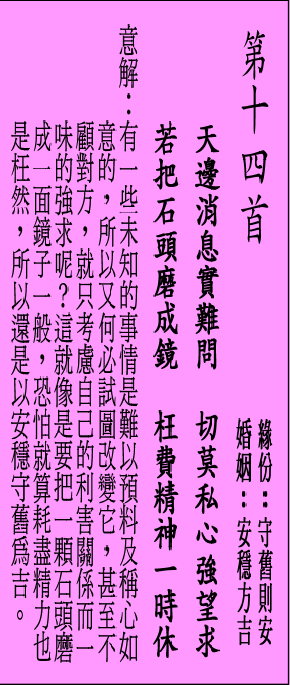 第十四首
緣份：守舊則安
婚姻：安穩方吉
天邊消息實難問　切莫私心強望求
若把石頭磨成鏡　枉費精神一時休
意解：有一些未知的事情是難以預料及稱心如
意的，所以又何必試圖改變它，甚至不
顧對方，就只考慮自己的利害關係而一
味的強求呢？這就像是要把一顆石頭磨
成一面鏡子一般，恐怕就算耗盡精力也
是枉然，所以還是以安穩守舊為吉。